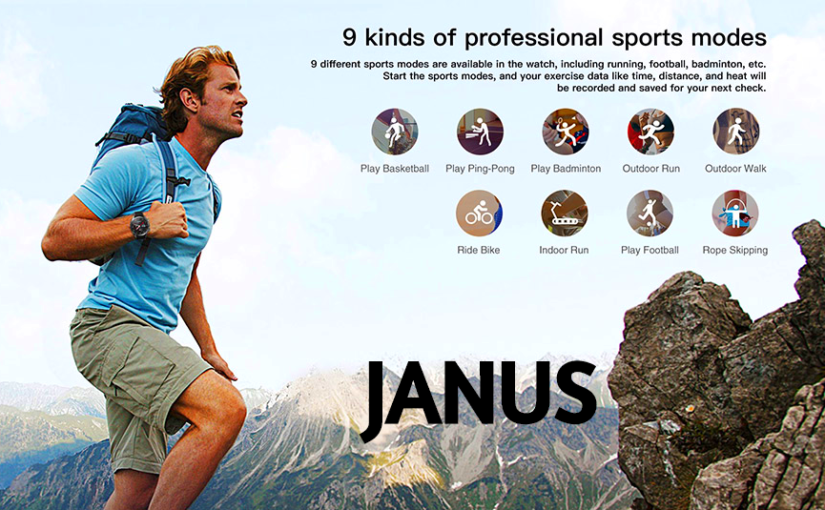 9 kinds of professional sports modes
9 different sports modes are available in the watch, including running, football, badminton, etc.
Start the sports modes, and your exercise data like time, distance, and heat will
be recorded and saved for your next check.
Play Basketball Play Ping-Pong Play Badminton Outdoor Run Outdoor Walk
Ride Bike Indoor Run Play Football Rope Skipping
JANUS